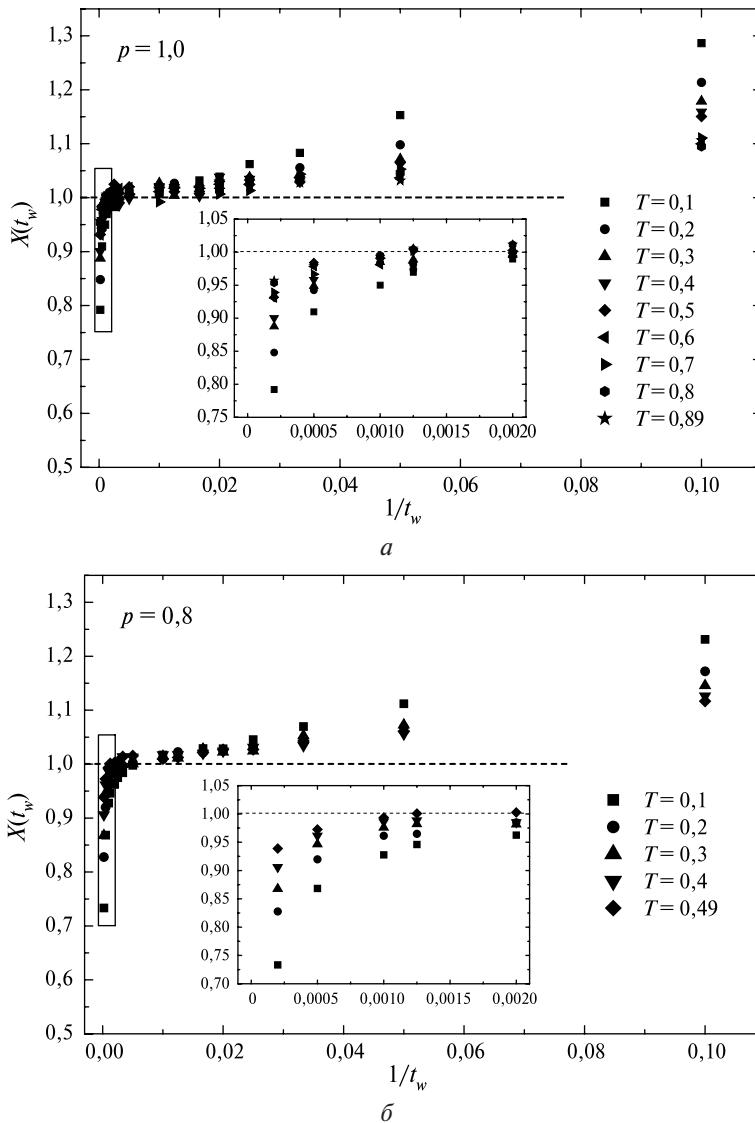 p = 1,0
1,3
1,2
1,1
1,0
0,9
0,8
0,7
0,6
0,5
X(t_w)
T = 0,1
T = 0,2
T = 0,3
T = 0,4
T = 0,5
T = 0,6
T = 0,7
T = 0,8
T = 0,89
1,05
1,00
0,95
0,90
0,85
0,80
0,75
0 0,0005 0,0010 0,0015 0,0020
0 0,02 0,04 0,06 0,08 0,10
1/t_w
а
p = 0,8
1,3
1,2
1,1
1,0
0,9
0,8
0,7
0,6
0,5
X(t_w)
T = 0,1
T = 0,2
T = 0,3
T = 0,4
T = 0,49
1,05
1,00
0,95
0,90
0,85
0,80
0,75
0,70
0 0,0005 0,0010 0,0015 0,0020
0,00 0,02 0,04 0,06 0,08 0,10
1/t_w
б